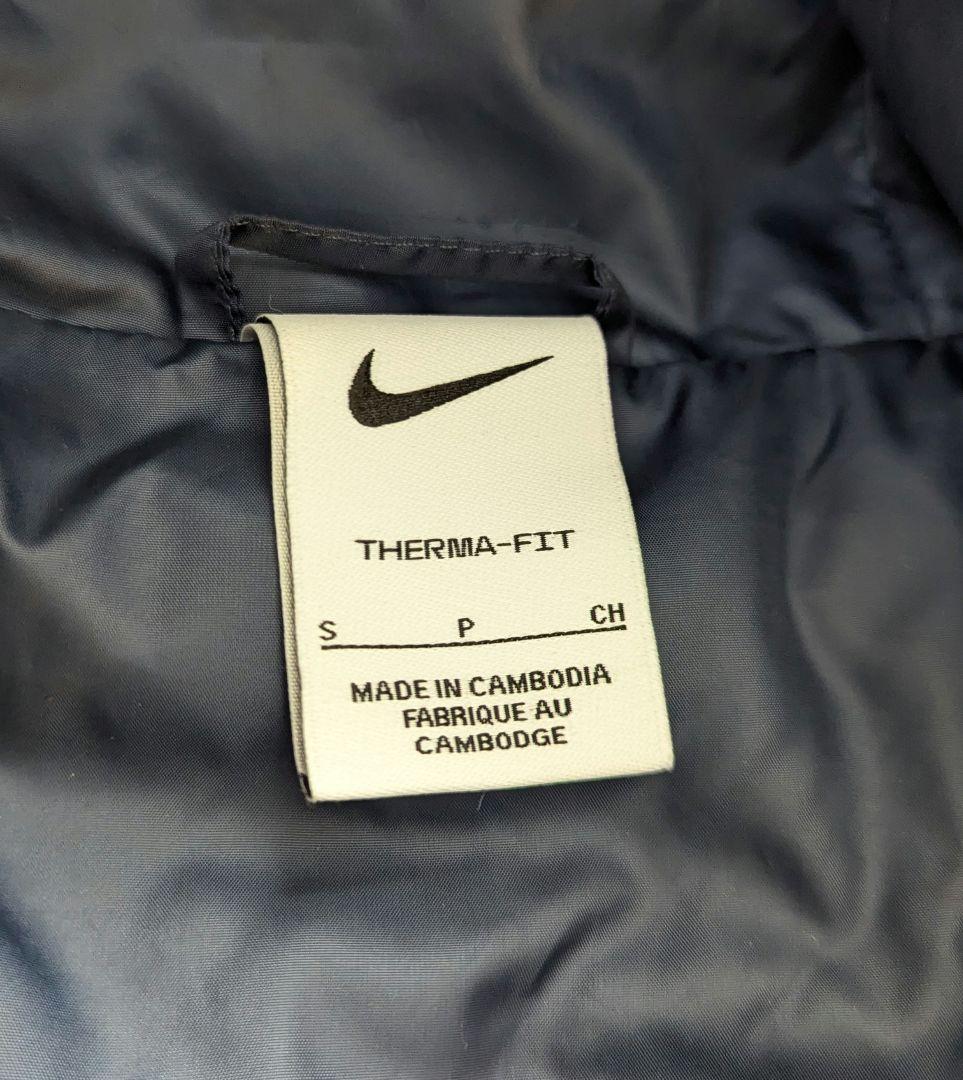 THERMA-FIT
S P CH
MADE IN CAMBODIA
FABRIQUE AU
CAMBODGE